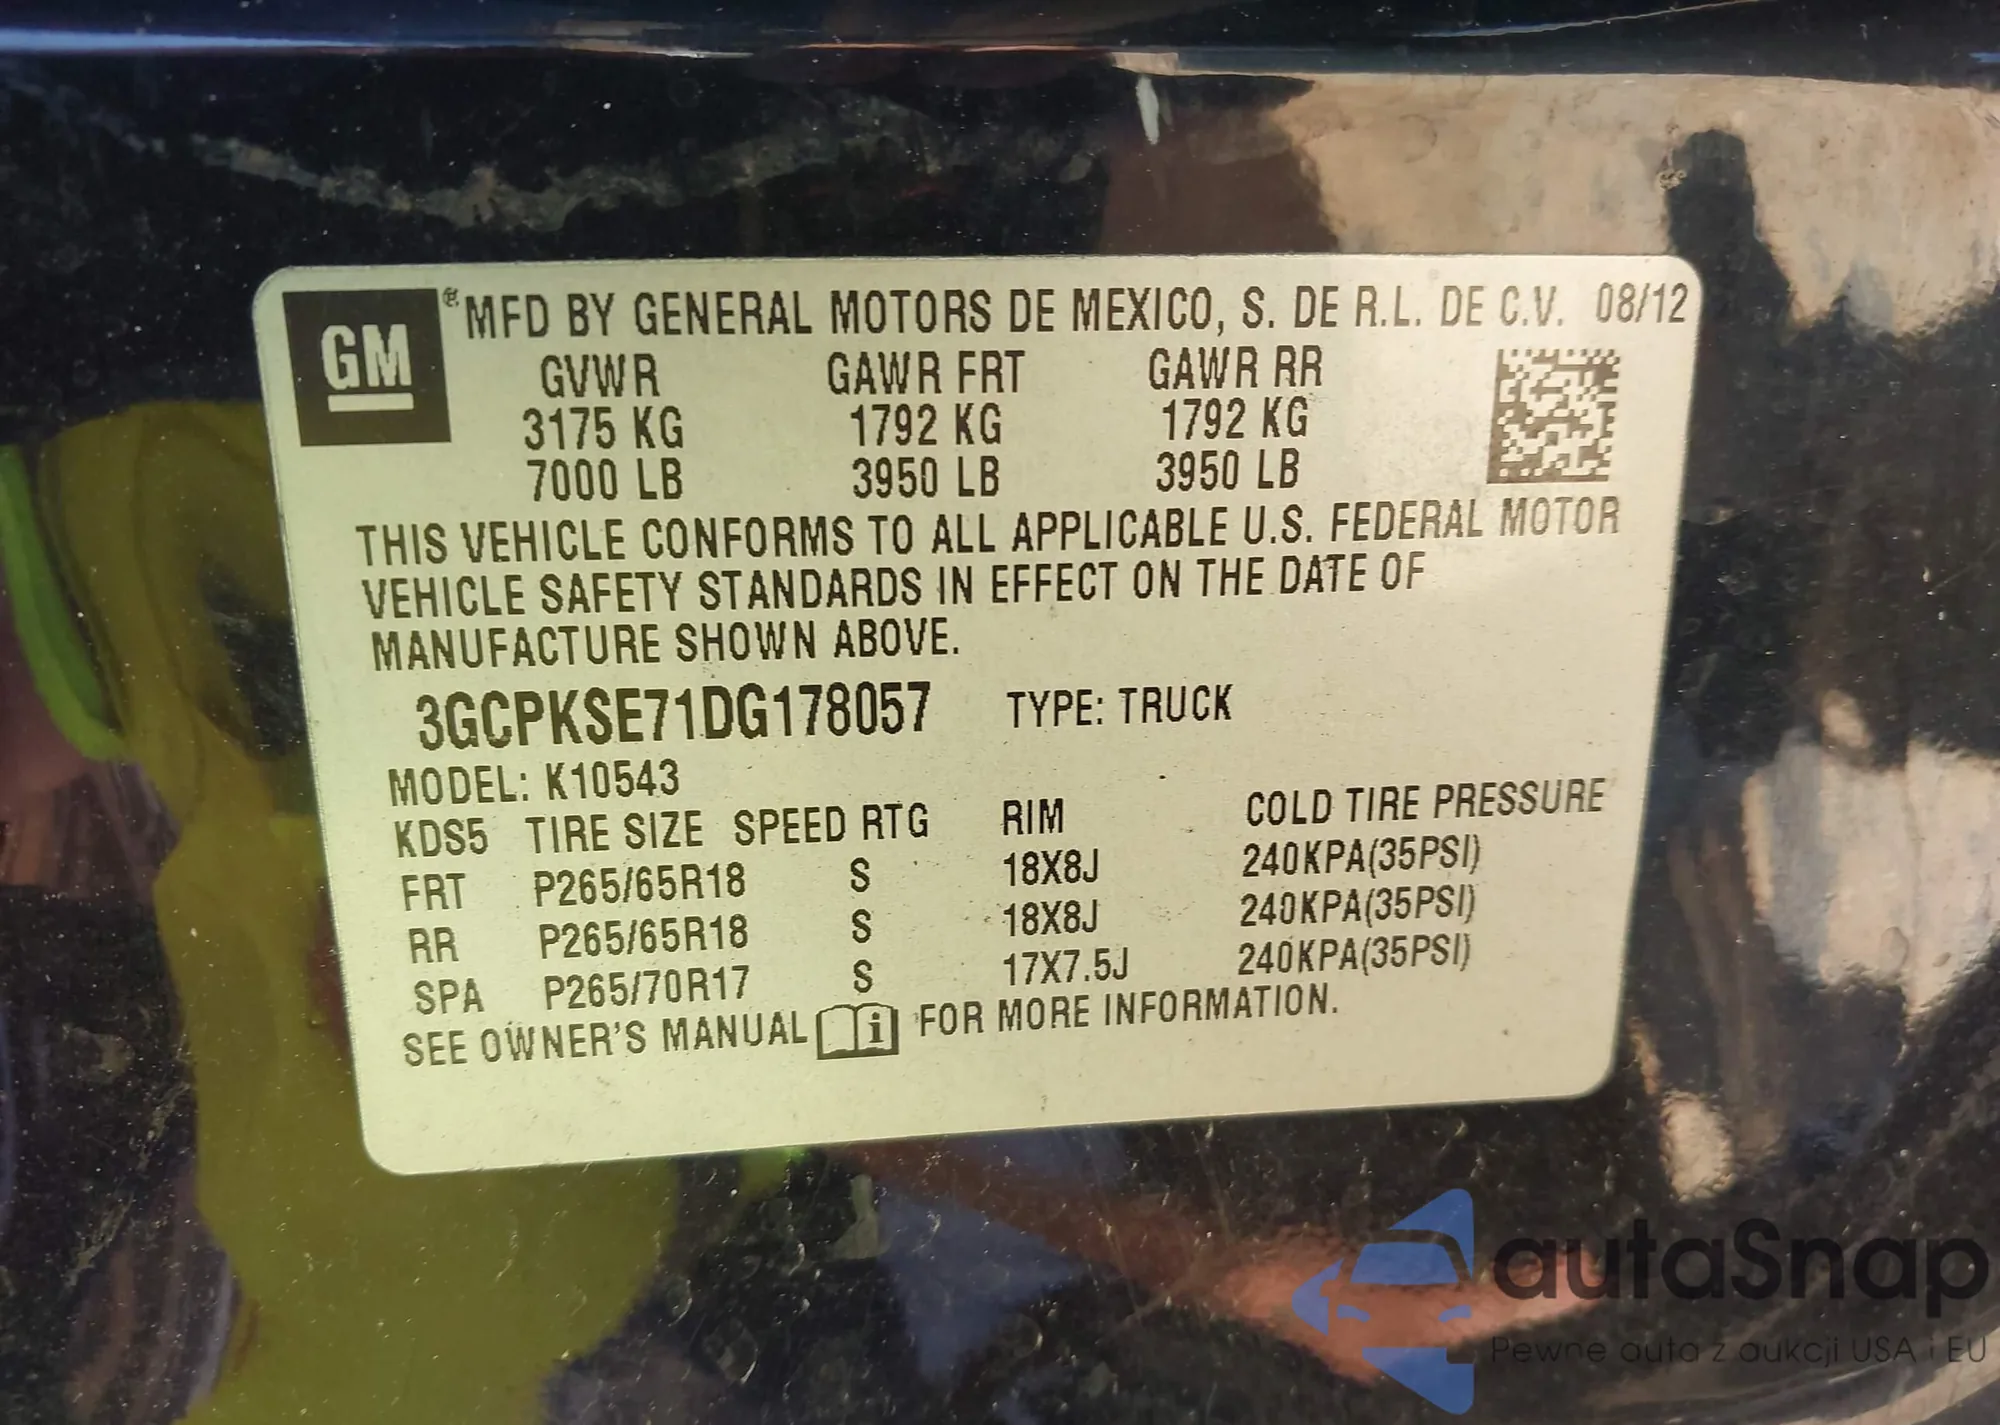 GM ® MFD BY GENERAL MOTORS DE MEXICO, S. DE R.L. DE C.V. 08/12
GVWR GAWR FRT GAWR RR
3175 KG 1792 KG 1792 KG
7000 LB 3950 LB 3950 LB
THIS VEHICLE CONFORMS TO ALL APPLICABLE U.S. FEDERAL MOTOR
VEHICLE SAFETY STANDARDS IN EFFECT ON THE DATE OF
MANUFACTURE SHOWN ABOVE.
3GCPKSE71DG178057 TYPE: TRUCK
MODEL: K10543
KDS5 TIRE SIZE SPEED RTG RIM COLD TIRE PRESSURE
FRT P265/65R18 S 18X8J 240KPA(35PSI)
RR P265/65R18 S 18X8J 240KPA(35PSI)
SPA P265/70R17 S 17X7.5J 240KPA(35PSI)
SEE OWNER'S MANUAL i FOR MORE INFORMATION.
autaSnap
Pewne auta z aukcji USA i EU